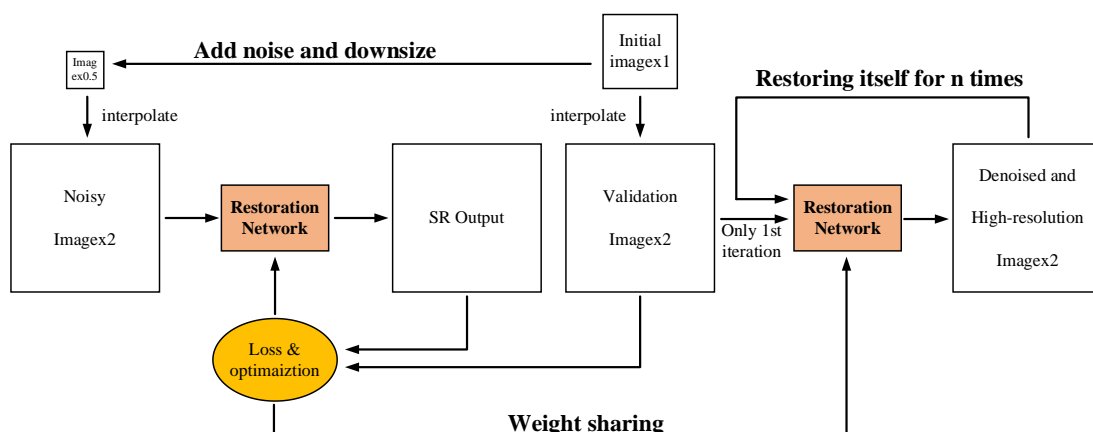 Add noise and downsize
Initial
imagex1
Imag
ex0.5
Restoring itself for n times
interpolate
interpolate
Noisy
Imagex2
Restoration
Network
SR Output
Validation
Imagex2
Only 1st
iteration
Restoration
Network
Denoised and
High-resolution
Imagex2
Loss &
optimaiztion
Weight sharing